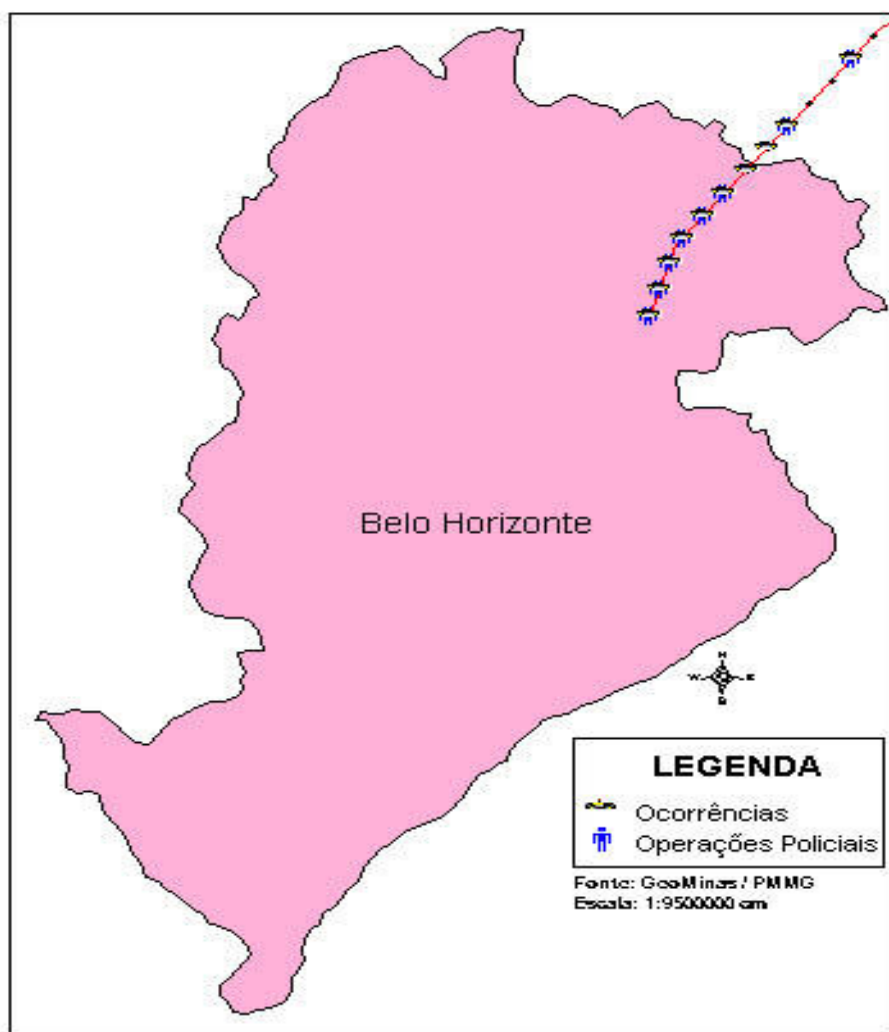 Belo Horizonte
N
W E
S
LEGENDA
Ocorrências
Operações Policiais
Fonte: GeoMinas / PMMG
Escala: 1:9500000 cm